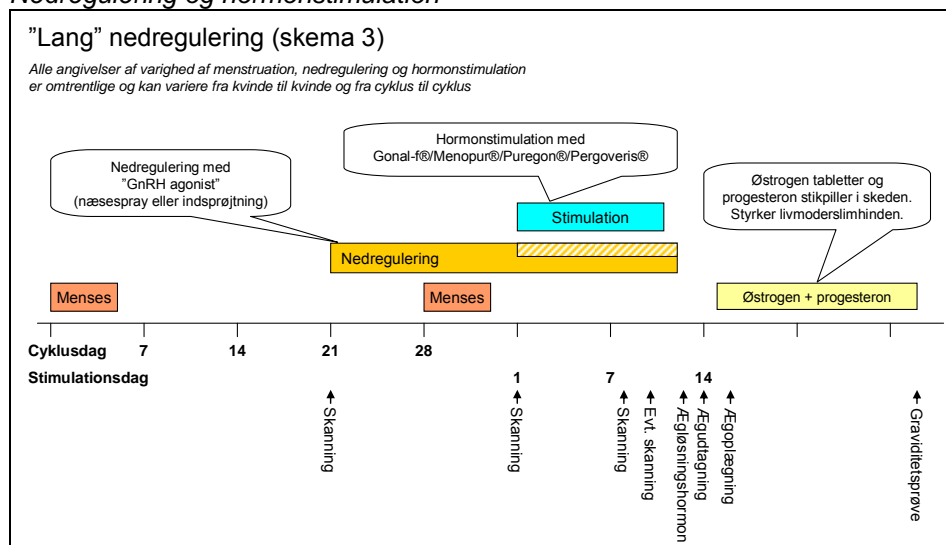 Nedregulering og hormonstimulation
"Lang" nedregulering (skema 3)
Alle angivelser af varighed af menstruation, nedregulering og hormonstimulation
er omtrentlige og kan variere fra kvinde til kvinde og fra cyklus til cyklus
Hormonstimulation med
Gonal-f®/Menopur®/Puregon®/Pergoveris®
Nedregulering med
"GnRH agonist"
(næsespray eller indsprøjtning)
Østrogen tabletter og
progesteron stikpiller i skeden.
Styrker livmoderslimhinden.
Stimulation
Nedregulering
Menses
Menses
Østrogen + progesteron
Cyklusdag 7 14 21 28
Stimulationsdag 1 7 14
Skanning
Skanning
Skanning
Evt. skanning
Ægløsningshormon
Ægudtagning
Ægoplægning
Graviditetsprøve